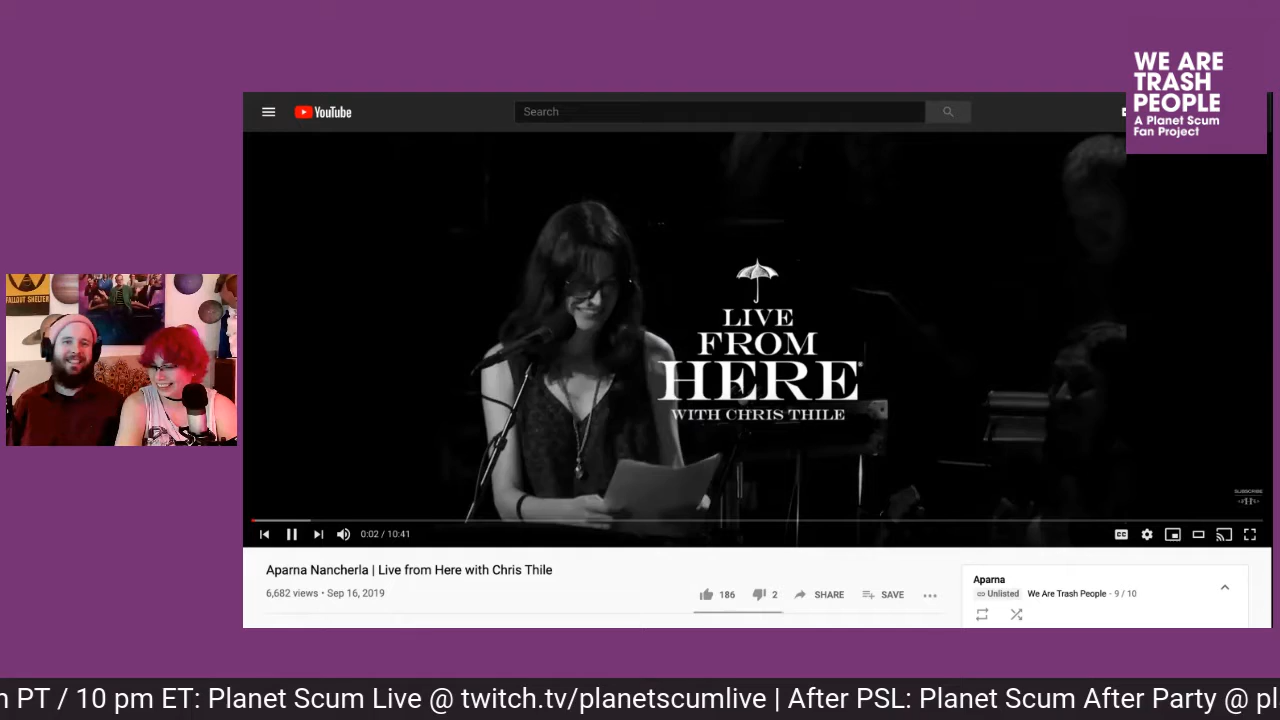 WE ARE
TRASH
PEOPLE
A Planet Scum
Fan Project
YouTube
Search
FALLOUT SHELTER
LIVE
FROM
HERE
WITH CHRIS THILE
SUBSCRIBE
0:02 / 10:41
Aparna Nancherla | Live from Here with Chris Thile
6,682 views • Sep 16, 2019
186
2
SHARE
SAVE
Aparna
Unlisted We Are Trash People - 9 / 10
PT / 10 pm ET: Planet Scum Live @ twitch.tv/planetscumlive | After PSL: Planet Scum After Party @ pl